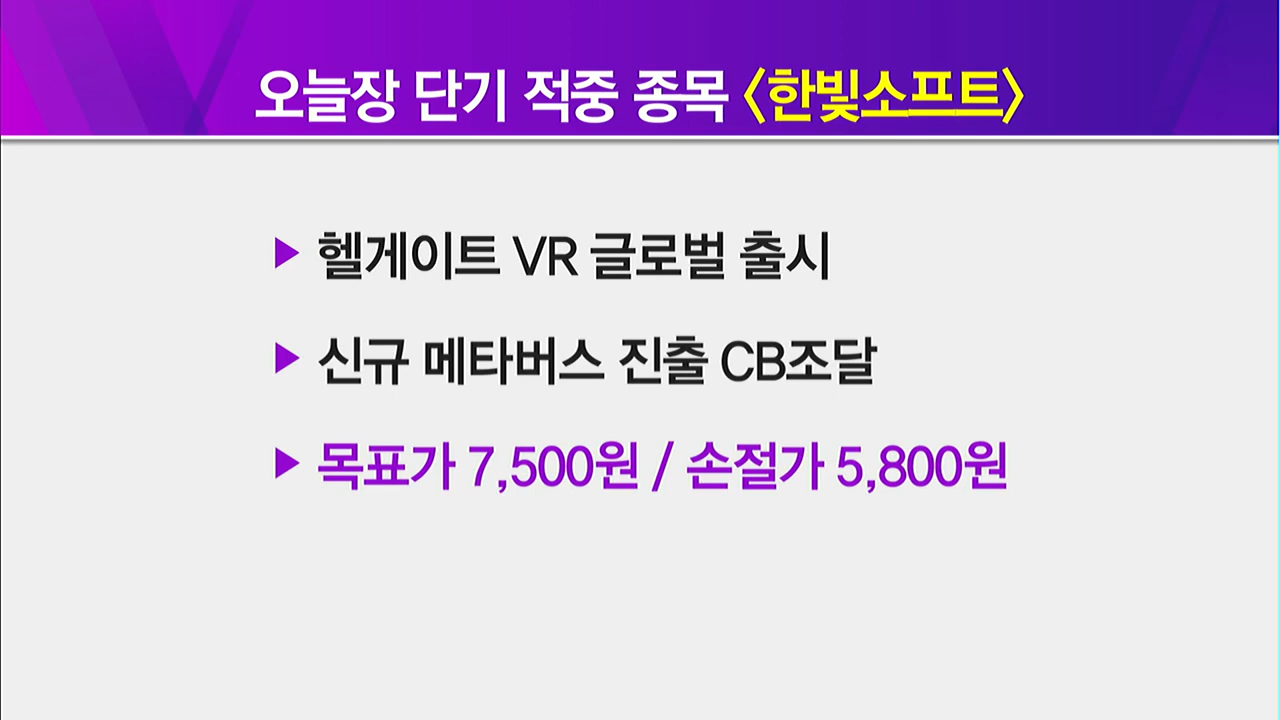 오늘장 단기 적중 종목 <한빛소프트>
▶ 헬게이트 VR 글로벌 출시
▶ 신규 메타버스 진출 CB조달
▶ 목표가 7,500원 / 손절가 5,800원